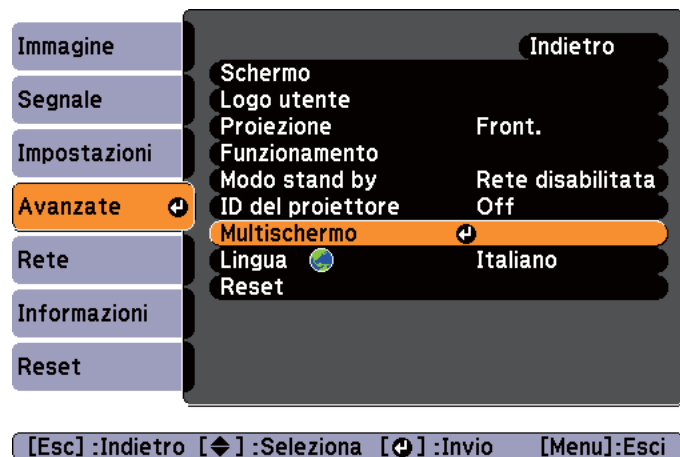 Immagine
Segnale
Impostazioni
Avanzate
Rete
Informazioni
Reset
Indietro
Schermo
Logo utente
Proiezione Front.
Funzionamento
Modo stand by Rete disabilitata
ID del proiettore Off
Multischermo
Lingua Italiano
Reset
[Esc] :Indietro [◆] :Seleziona [↵] :Invio [Menu]:Esci